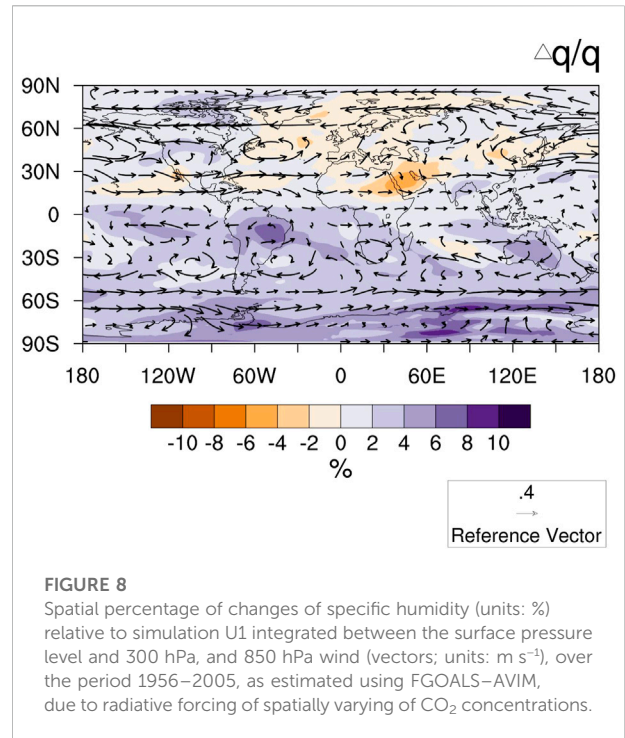 △q/q
90N
60N
30N
0
30S
60S
90S
180 120W 60W 0 60E 120E 180
-10 -8 -6 -4 -2 0 2 4 6 8 10
%
.4
Reference Vector
FIGURE 8
Spatial percentage of changes of specific humidity (units: %)
relative to simulation U1 integrated between the surface pressure
level and 300 hPa, and 850 hPa wind (vectors; units: m s⁻¹), over
the period 1956–2005, as estimated using FGOALS–AVIM,
due to radiative forcing of spatially varying of CO₂ concentrations.